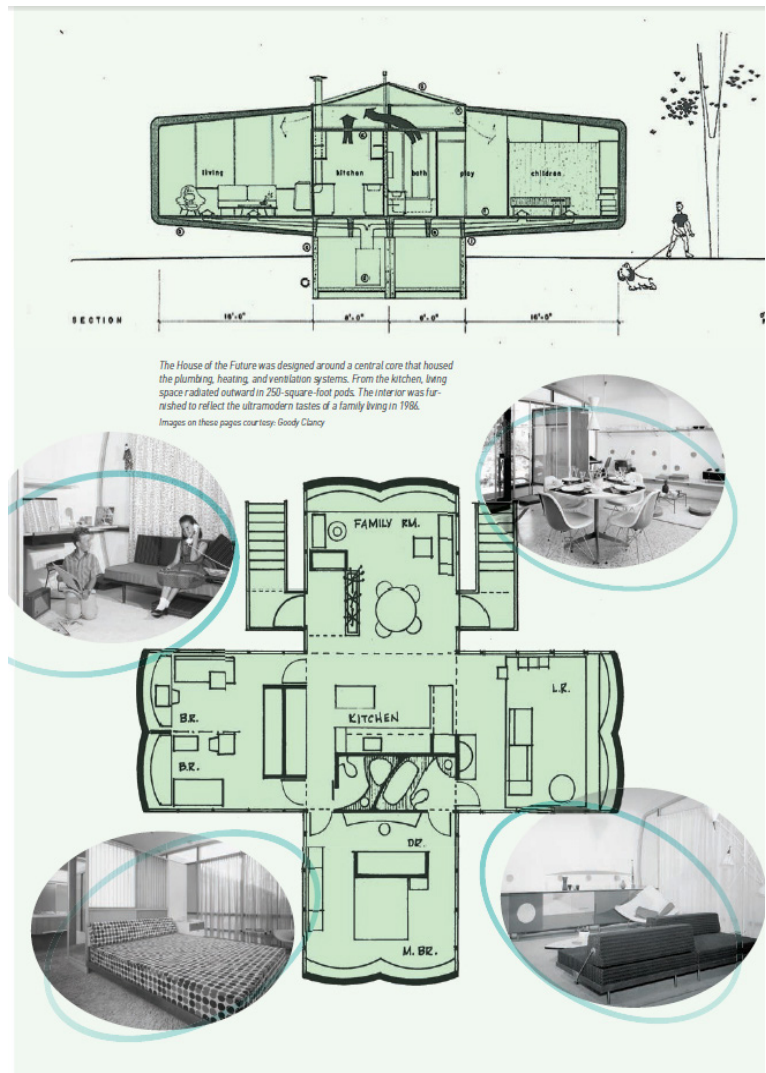 living
kitchen
bath
play
children
SECTION
16'-0"
8'-0"
8'-0"
16'-0"
The House of the Future was designed around a central core that housed
the plumbing, heating, and ventilation systems. From the kitchen, living
space radiated outward in 250-square-foot pods. The interior was fur-
nished to reflect the ultramodern tastes of a family living in 1986.
Images on these pages courtesy: Goody Clancy
FAMILY RM.
B.R.
KITCHEN
L.R.
B.R.
DR.
M. BR.